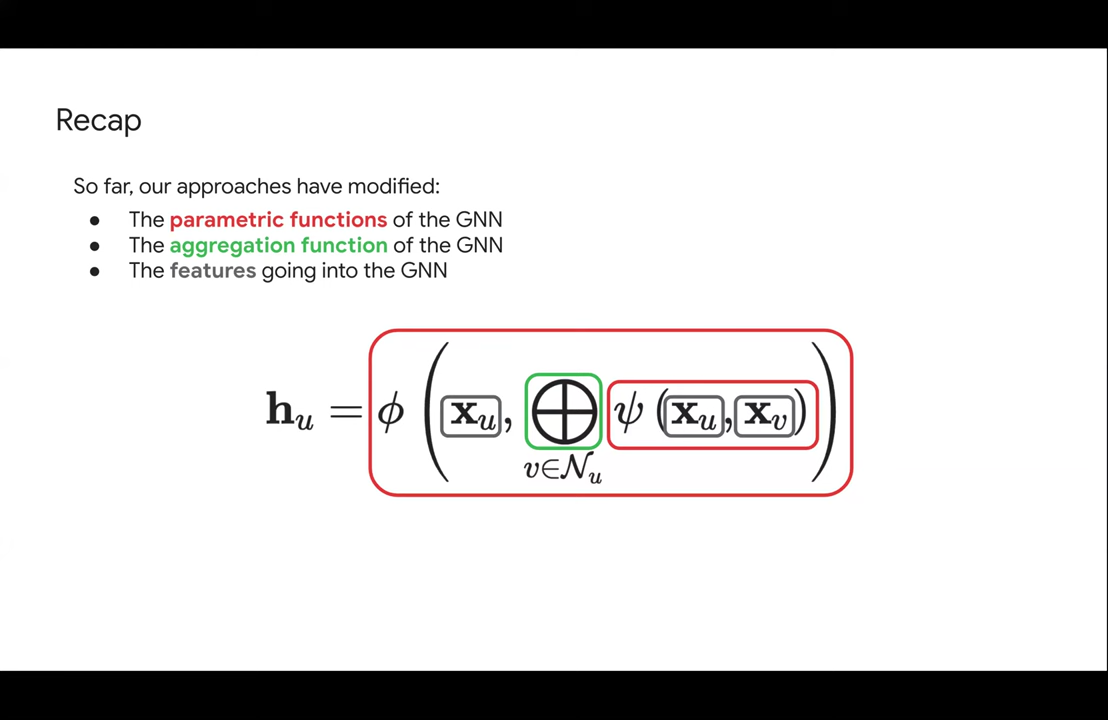 Recap
So far, our approaches have modified:
● The parametric functions of the GNN
● The aggregation function of the GNN
● The features going into the GNN
h_u = ϕ ( x_u, ⨁_{v∈𝒩_u} ψ (x_u, x_v) )